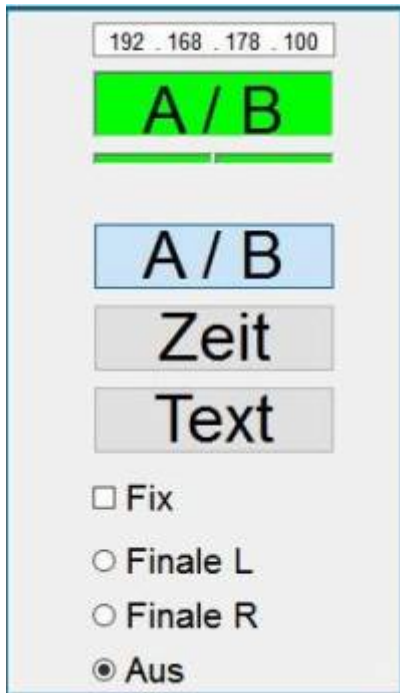 192 . 168 . 178 . 100
A / B
A / B
Zeit
Text
Fix
Finale L
Finale R
Aus